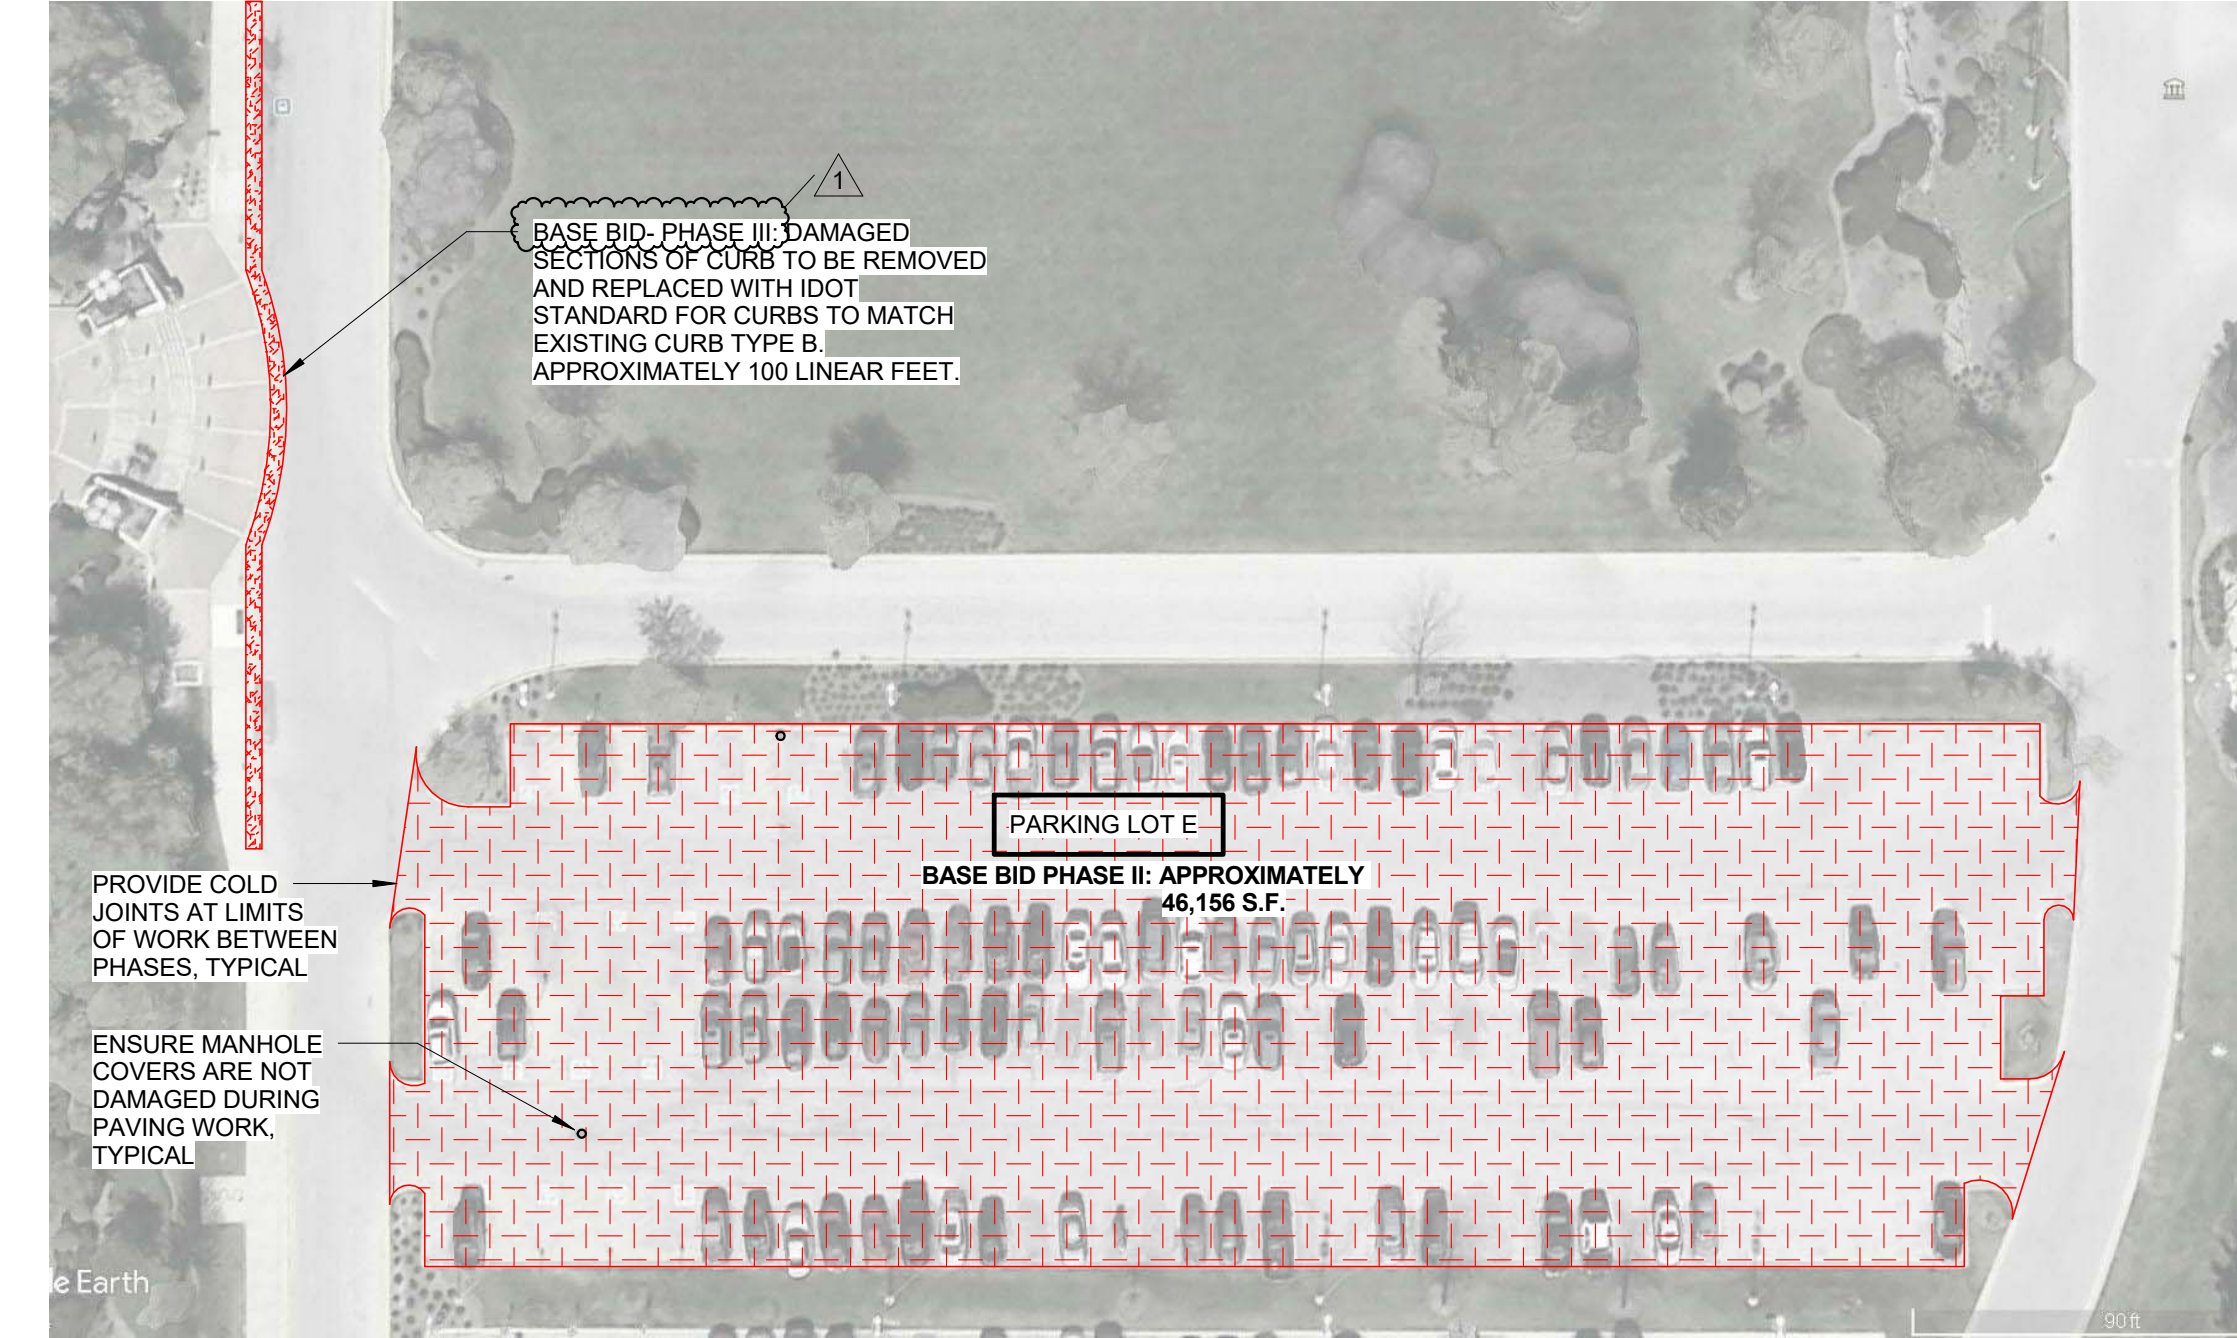 1
BASE BID- PHASE III: DAMAGED
SECTIONS OF CURB TO BE REMOVED
AND REPLACED WITH IDOT
STANDARD FOR CURBS TO MATCH
EXISTING CURB TYPE B.
APPROXIMATELY 100 LINEAR FEET.
PARKING LOT E
BASE BID PHASE II: APPROXIMATELY
46,156 S.F.
PROVIDE COLD
JOINTS AT LIMITS
OF WORK BETWEEN
PHASES, TYPICAL
ENSURE MANHOLE
COVERS ARE NOT
DAMAGED DURING
PAVING WORK,
TYPICAL
le Earth
90 ft